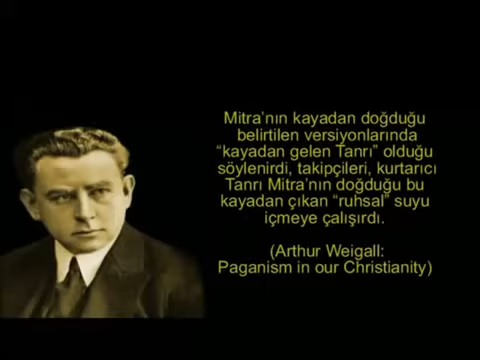 Mitra'nın kayadan doğduğu
belirtilen versiyonlarında
“kayadan gelen Tanrı” olduğu
söylenirdi, takipçileri, kurtarıcı
Tanrı Mitra'nın doğduğu bu
kayadan çıkan “ruhsal” suyu
içmeye çalışırdı.
(Arthur Weigall:
Paganism in our Christianity)